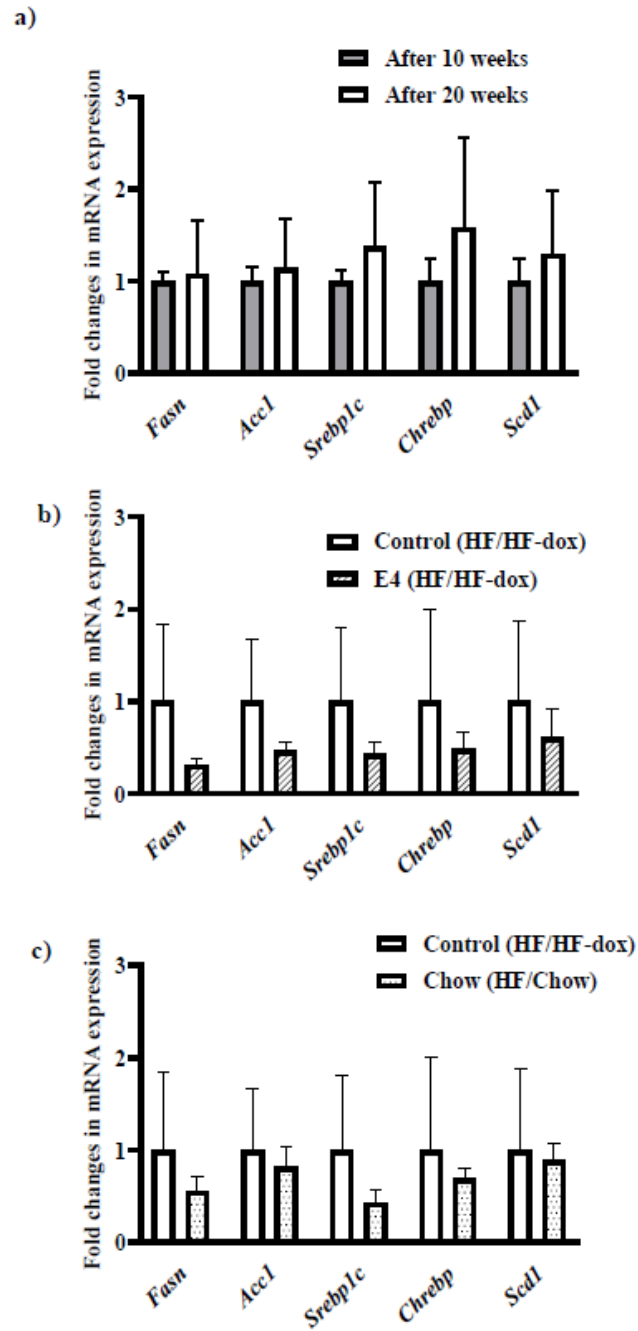 a)
After 10 weeks
After 20 weeks
Fold changes in mRNA expression
3
2
1
0
Fasn
Acc1
Srebp1c
Chrebp
Scd1
b)
Control (HF/HF-dox)
E4 (HF/HF-dox)
Fold changes in mRNA expression
3
2
1
0
Fasn
Acc1
Srebp1c
Chrebp
Scd1
c)
Control (HF/HF-dox)
Chow (HF/Chow)
Fold changes in mRNA expression
3
2
1
0
Fasn
Acc1
Srebp1c
Chrebp
Scd1